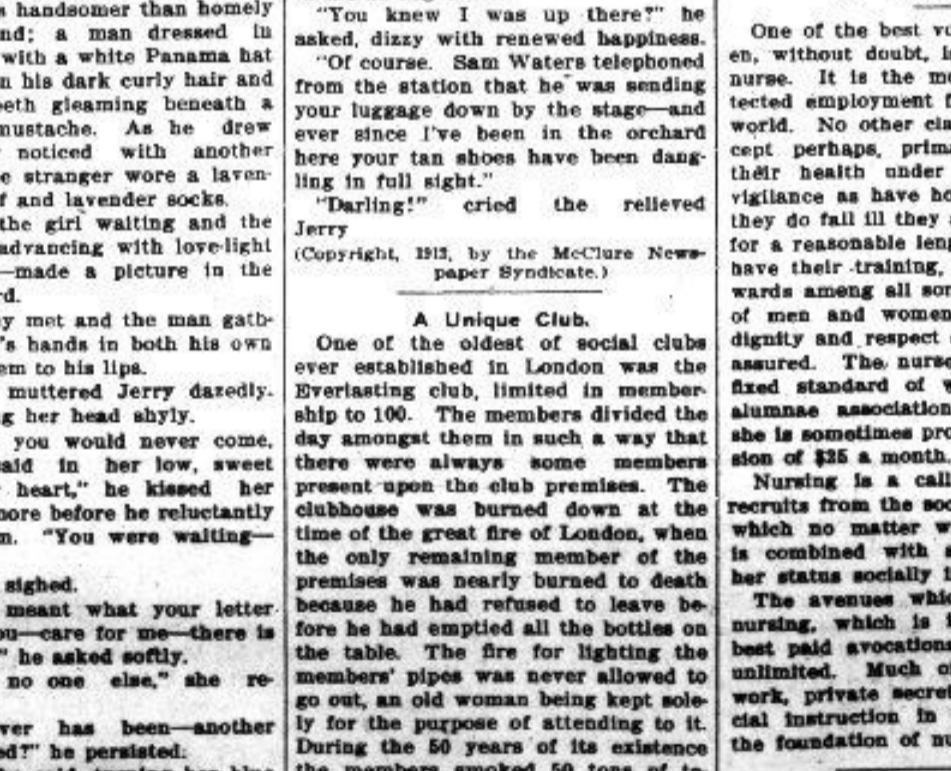 handsomer than homely
a man dressed in
with a white Panama hat
his dark curly hair and
gleaming beneath a
mustache. As he drew
noticed with another
stranger wore a laven-
and lavender socks.
the girl waiting and the
advancing with love-light
—made a picture in the
met and the man gath-
hands in both his own
to his lips.
muttered Jerry dazedly.
her head shyly.
you would never come,
in her low, sweet
heart," he kissed her
more before he reluctantly
"You were waiting—
sighed.
meant what your letter
care for me—there is
" he asked softly.
no one else," she re-
has been—another
he persisted.
"You knew I was up there?" he
asked, dizzy with renewed happiness.
"Of course. Sam Waters telephoned
from the station that he was sending
your luggage down by the stage—and
ever since I've been in the orchard
here your tan shoes have been dang-
ling in full sight."
"Darling!" cried the relieved
Jerry
(Copyright, 1913, by the McClure News-
paper Syndicate.)
A Unique Club.
One of the oldest of social clubs
ever established in London was the
Everlasting club, limited in member-
ship to 100. The members divided the
day amongst them in such a way that
there were always some members
present upon the club premises. The
clubhouse was burned down at the
time of the great fire of London, when
the only remaining member of the
premises was nearly burned to death
because he had refused to leave be-
fore he had emptied all the bottles on
the table. The fire for lighting the
members' pipes was never allowed to
go out, an old woman being kept sole-
ly for the purpose of attending to it.
During the 50 years of its existence
the members smoked 50 tons of to-
One of the best
en, without doubt,
nurse. It is the
tected employment
world. No other
cept perhaps,
their health under
vigilance as have
they do fall ill they
for a reasonable
have their training,
wards among all
of men and women
dignity and respect
assured. The nurse
fixed standard of
alumnae association
she is sometimes
sion of $25 a month.
Nursing is a
recruits from the
which no matter
is combined with
her status socially
The avenues
nursing, which is
best paid avocations
unlimited. Much
work, private
cial instruction in
the foundation of